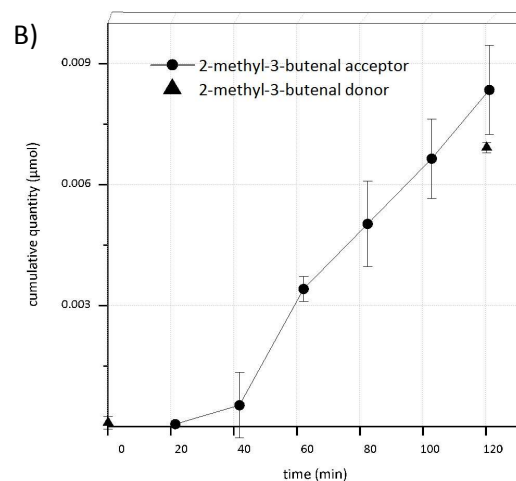 B)
2-methyl-3-butenal acceptor
2-methyl-3-butenal donor
0.009
0.006
0.003
cumulative quantity (µmol)
0 20 40 60 80 100 120
time (min)